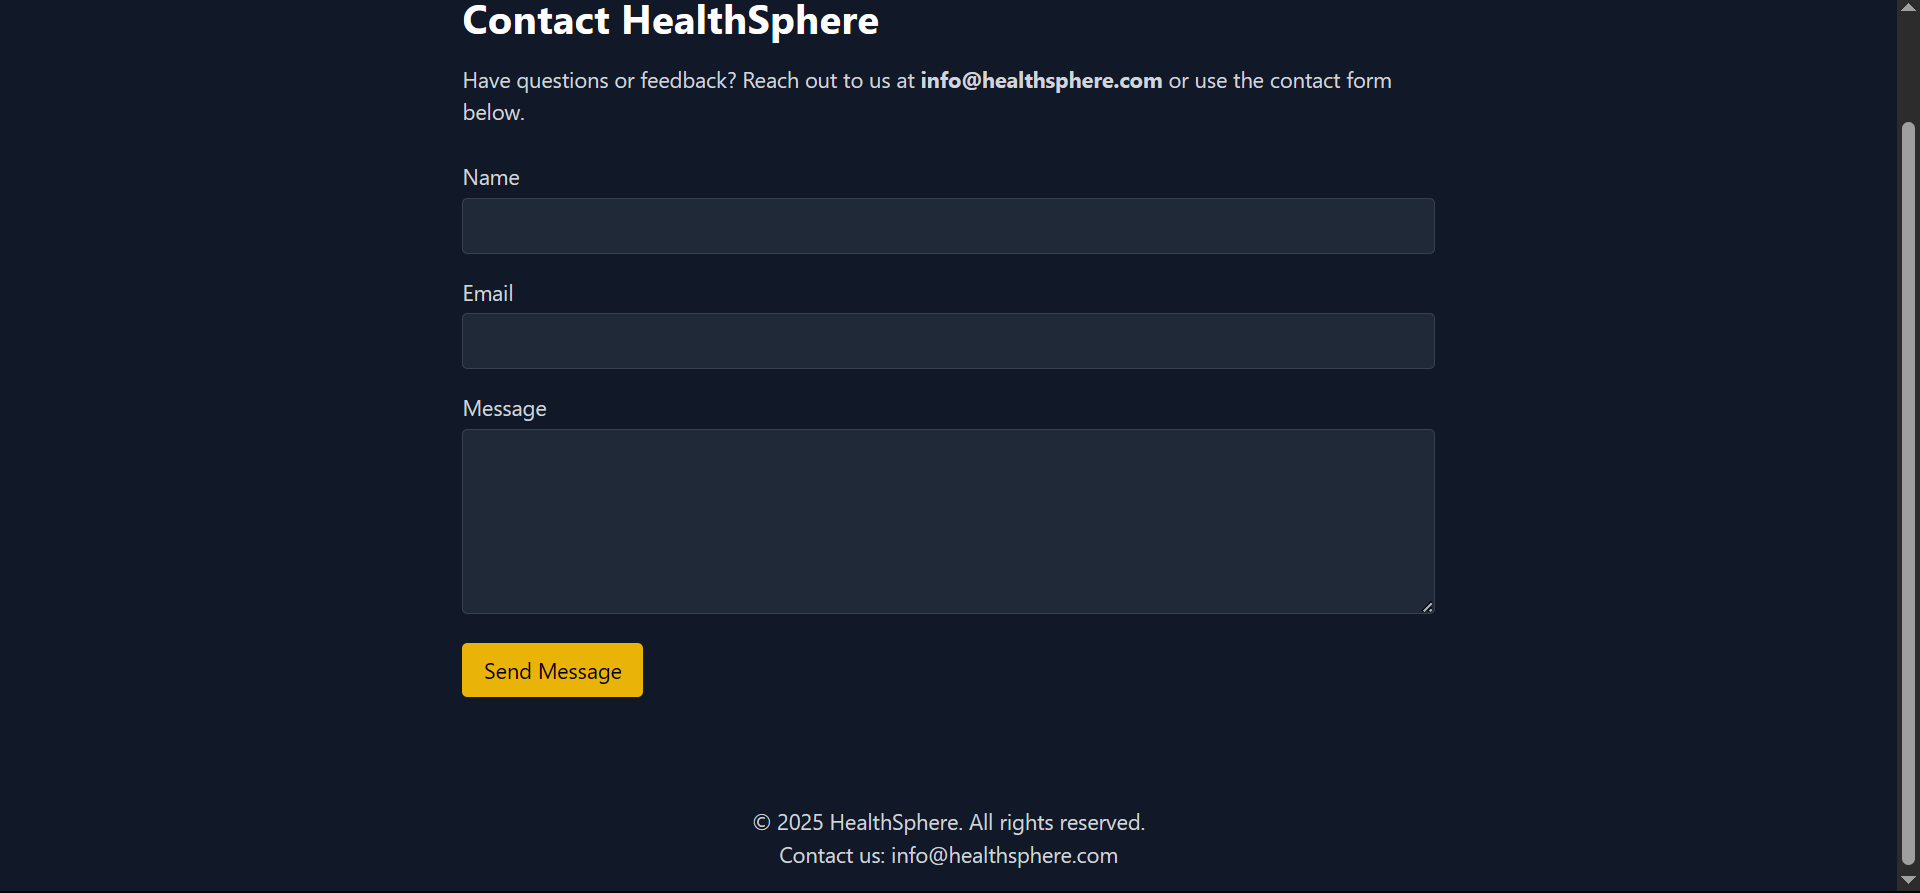 Contact HealthSphere
Have questions or feedback? Reach out to us at info@healthsphere.com or use the contact form
below.
Name
Email
Message
Send Message
© 2025 HealthSphere. All rights reserved.
Contact us: info@healthsphere.com